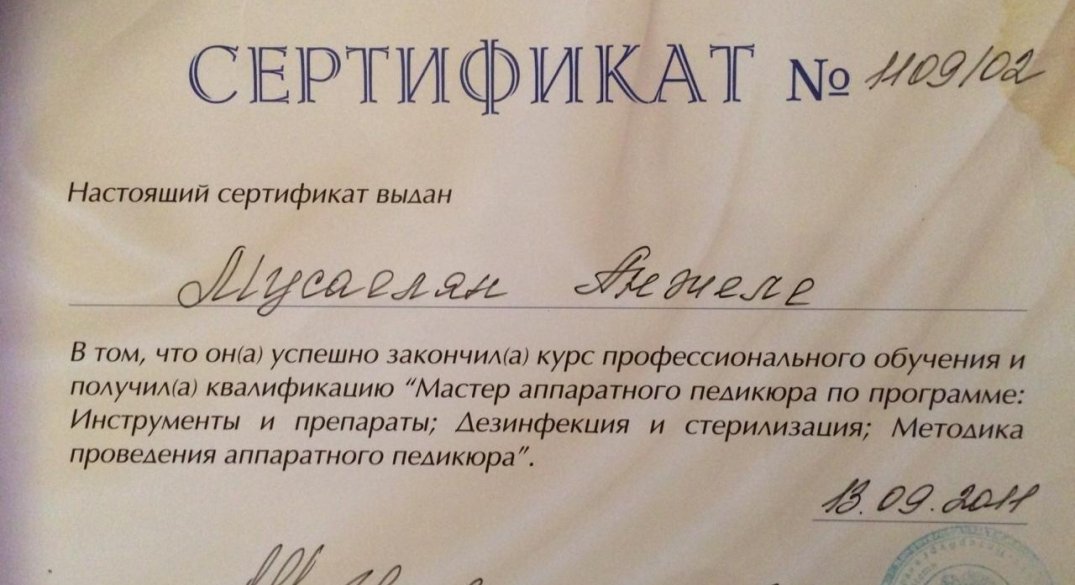 СЕРТИФИКАТ № 1109/02
Настоящий сертификат выдан
Мусаелян Анжеле
В том, что он(а) успешно закончил(а) курс профессионального обучения и
получил(а) квалификацию “Мастер аппаратного педикюра по программе:
Инструменты и препараты; Дезинфекция и стерилизация; Методика
проведения аппаратного педикюра”.
13.09.2011